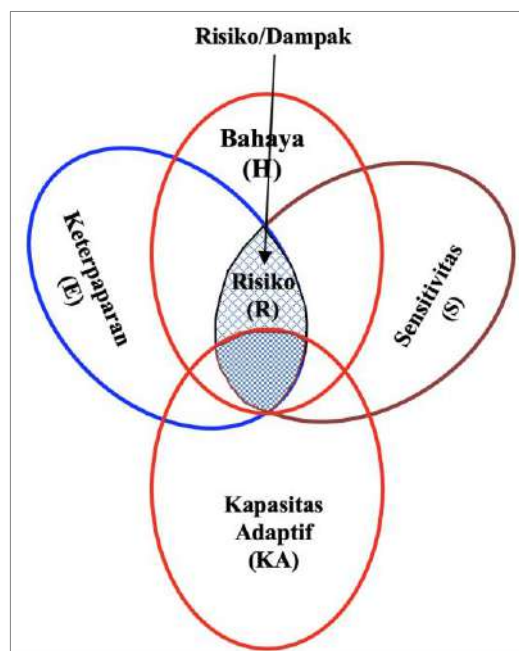 Risiko/Dampak
Bahaya
(H)
Keterpaparan
(E)
Sensitivitas
(S)
Risiko
(R)
Kapasitas
Adaptif
(KA)